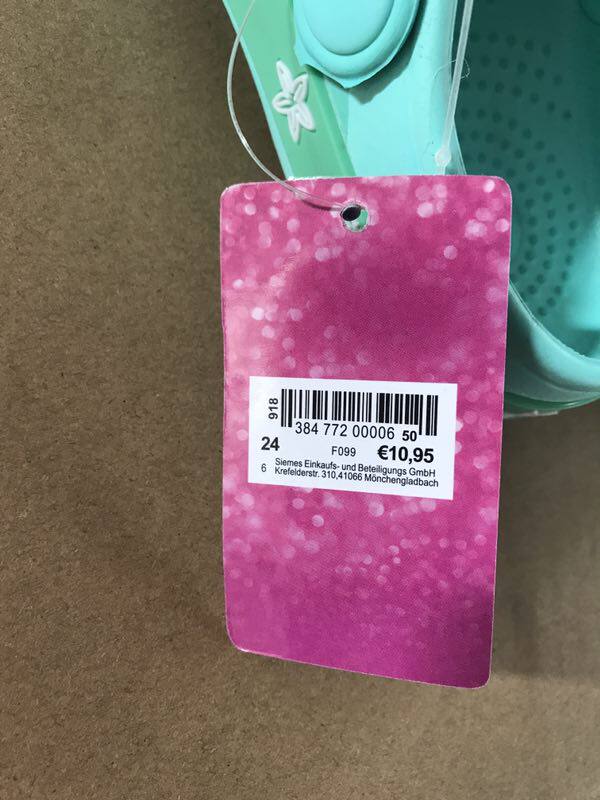 918
384 772 00006 50
24 F099 €10,95
6 Siemes Einkaufs- und Beteiligungs GmbH
Krefelderstr. 310,41066 Mönchengladbach